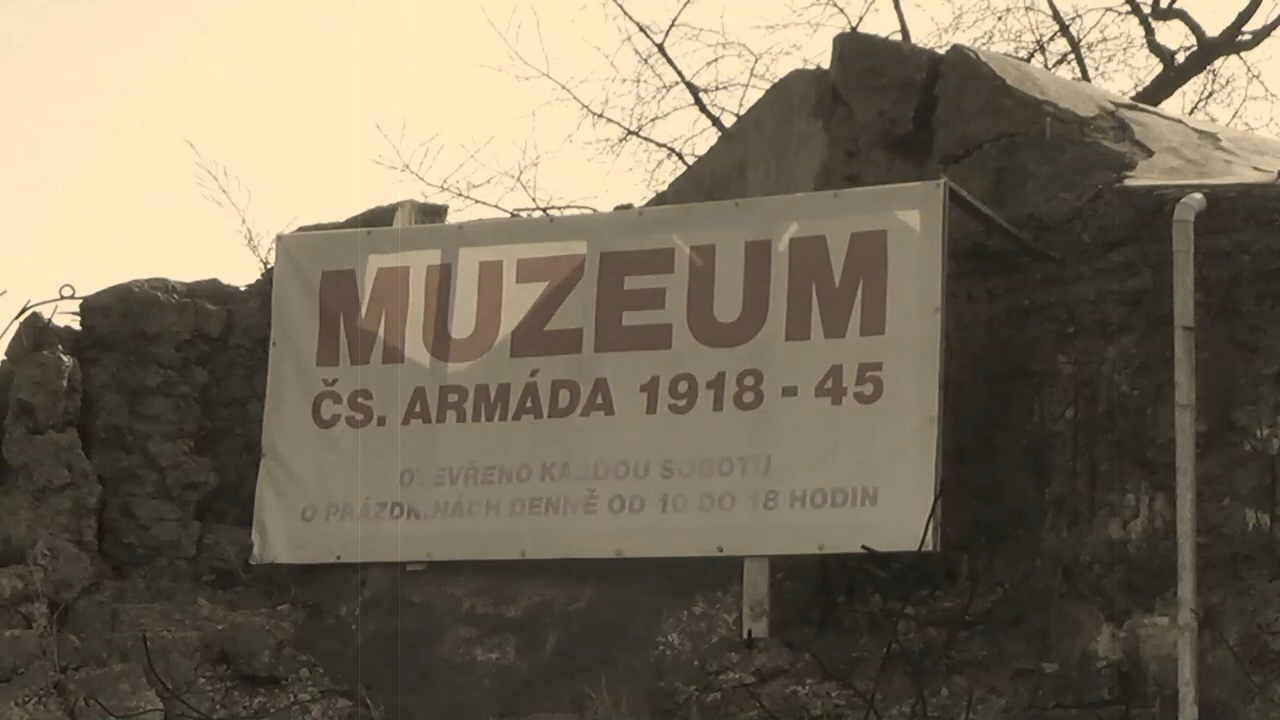 MUZEUM
ČS. ARMÁDA 1918 - 45
OTEVŘENO KAŽDOU SOBOTU
O PRÁZDNINÁCH DENNĚ OD 10 DO 18 HODIN